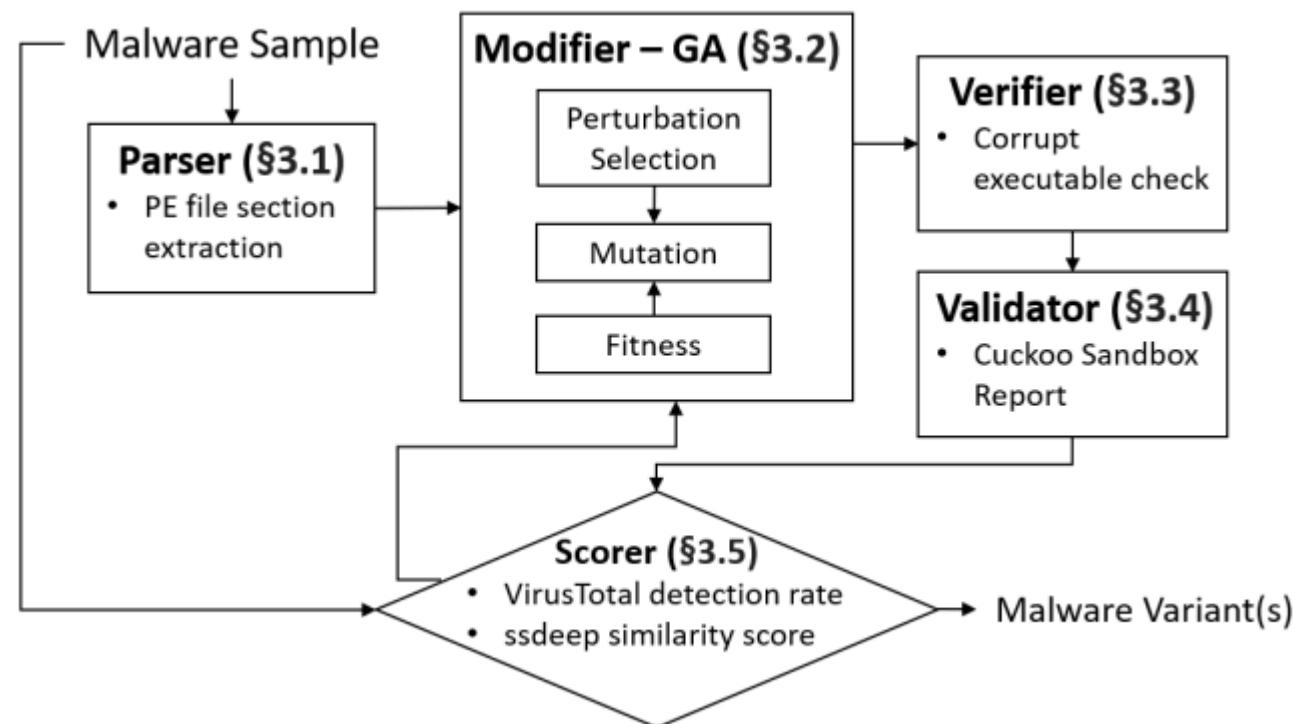 Malware Sample
Parser (§3.1)
• PE file section
extraction
Modifier – GA (§3.2)
Perturbation
Selection
Mutation
Fitness
Verifier (§3.3)
• Corrupt
executable check
Validator (§3.4)
• Cuckoo Sandbox
Report
Scorer (§3.5)
• VirusTotal detection rate
• ssdeep similarity score
Malware Variant(s)